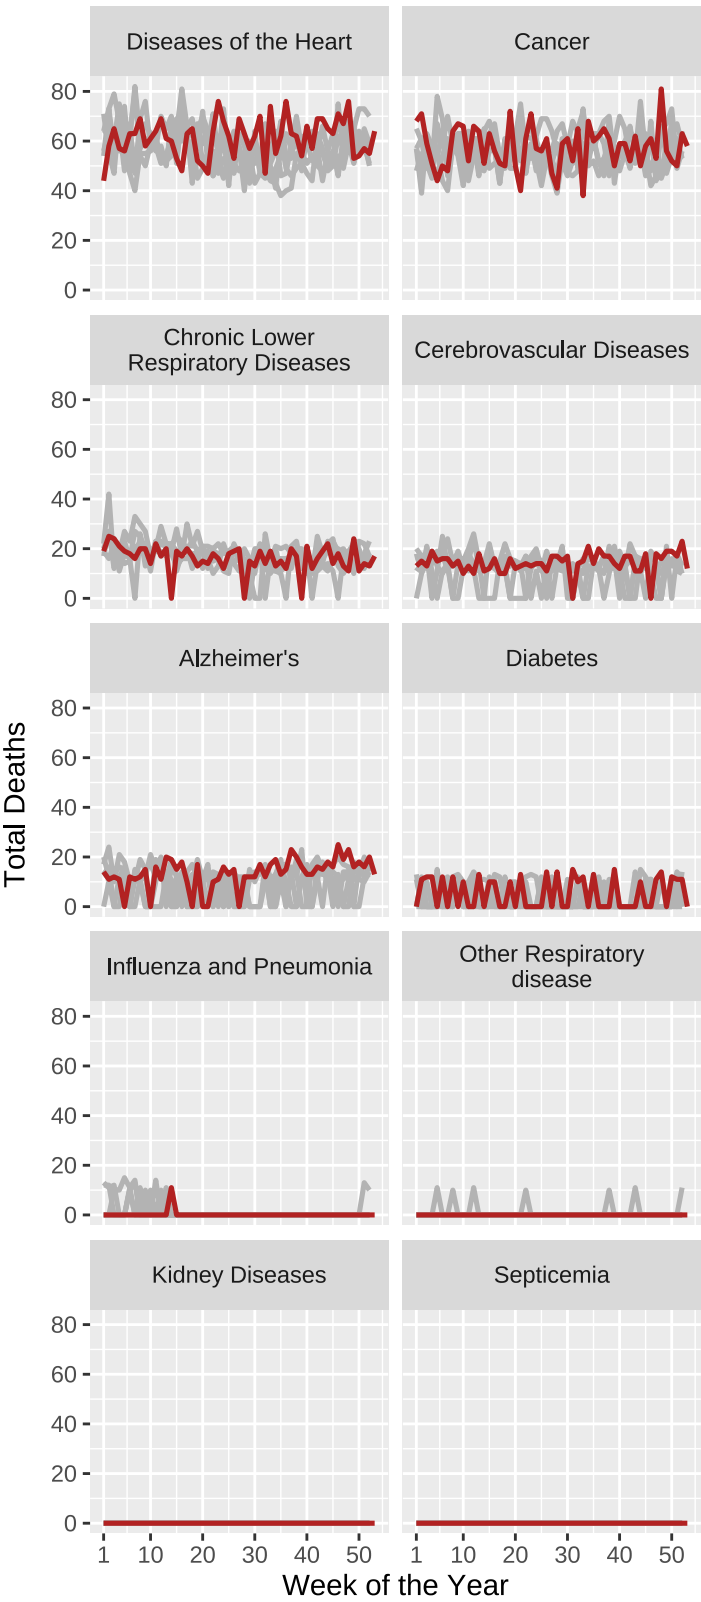 Diseases of the Heart
Cancer
80
60
40
20
0
Chronic Lower
Respiratory Diseases
Cerebrovascular Diseases
80
60
40
20
0
Alzheimer's
Diabetes
80
60
40
20
0
Total Deaths
Influenza and Pneumonia
Other Respiratory
disease
80
60
40
20
0
Kidney Diseases
Septicemia
80
60
40
20
0
1 10 20 30 40 50
1 10 20 30 40 50
Week of the Year